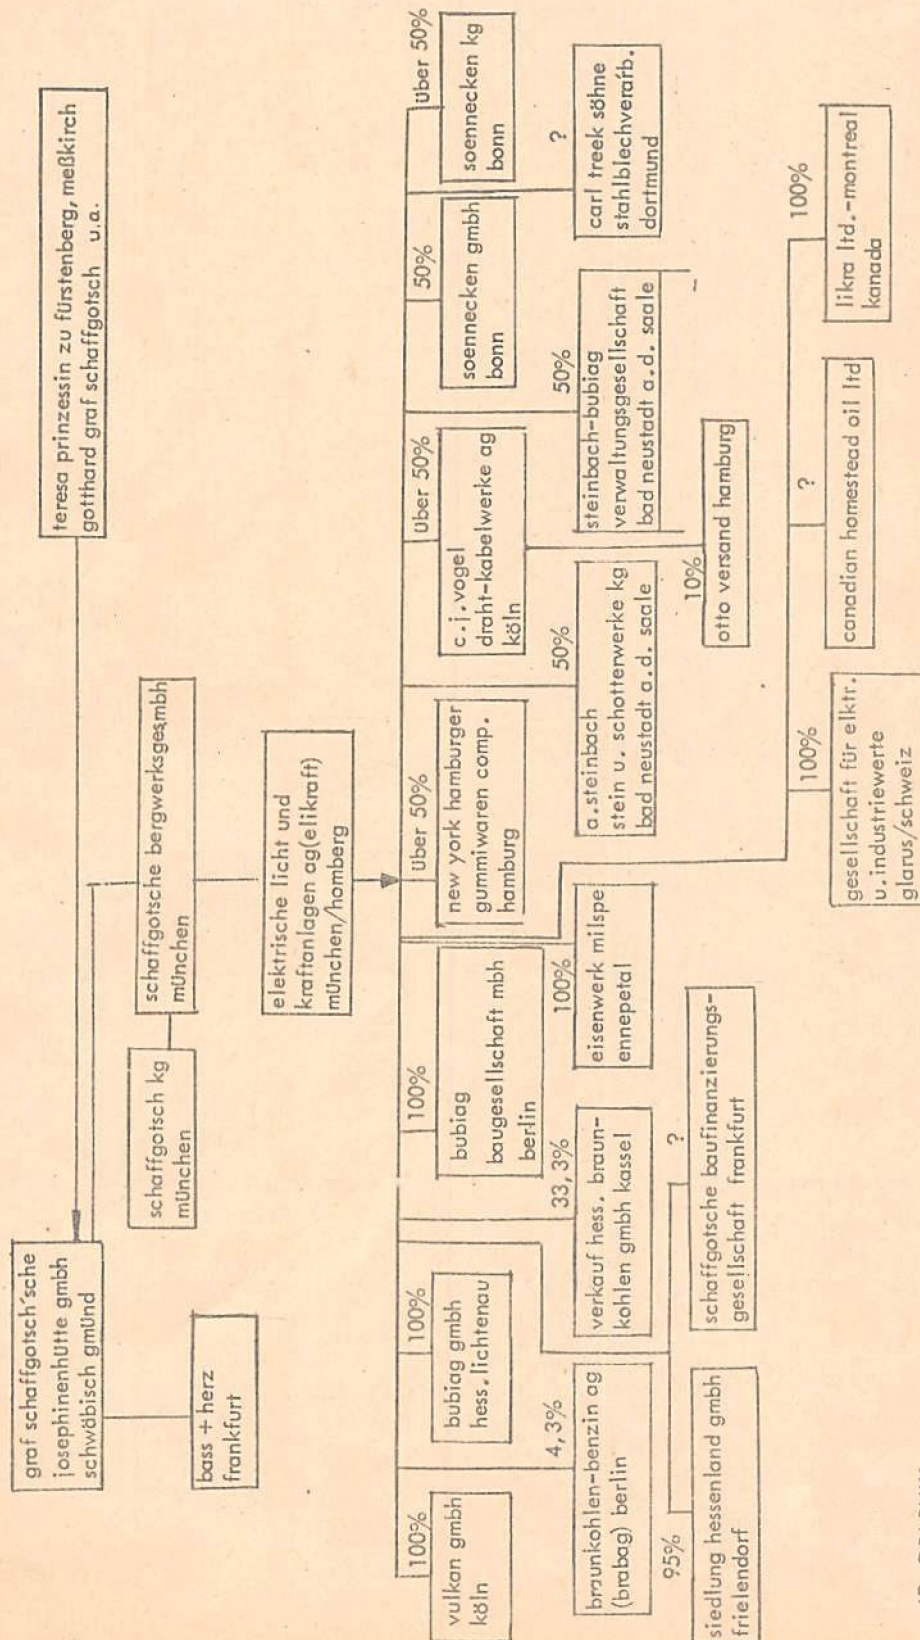 graf schaffgotsch'sche
josephinenhütte gmbh
schwäbisch gmünd
teresa prinzessin zu fürstenberg, meßkirch
gotthard graf schaffgotsch u.a.
bass + herz
frankfurt
schaffgotsch kg
münchen
schaffgotsche bergwerksges,mbh
münchen
elektrische licht und
kraftanlagen ag(elikraft)
münchen/homberg
100%
vulkan gmbh
köln
100%
bubiag gmbh
hess. lichtenau
100%
bubiag
baugesellschaft mbh
berlin
über 50%
new york hamburger
gummiwaren comp.
hamburg
über 50%
c.j.vogel
draht-kabelwerke ag
köln
50%
soennecken gmbh
bonn
über 50%
soennecken kg
bonn
4,3%
braunkohlen-benzin ag
(brabag) berlin
33,3%
verkauf hess. braun-
kohlen gmbh kassel
100%
eisenwerk milspe
ennepetal
50%
a.steinbach
stein u. schotterwerke kg
bad neustadt a.d. saale
50%
steinbach-bubiag
verwaltungsgesellschaft
bad neustadt a.d. saale
?
carl treek söhne
stahlblechverarb.
dortmund
95%
siedlung hessenland gmbh
frielendorf
?
schaffgotsche baufinanzierungs-
gesellschaft frankfurt
10%
otto versand hamburg
100%
gesellschaft für elktr.
u.industriewerte
glarus/schweiz
?
canadian homestead oil ltd
100%
likra ltd.-montreal
kanada